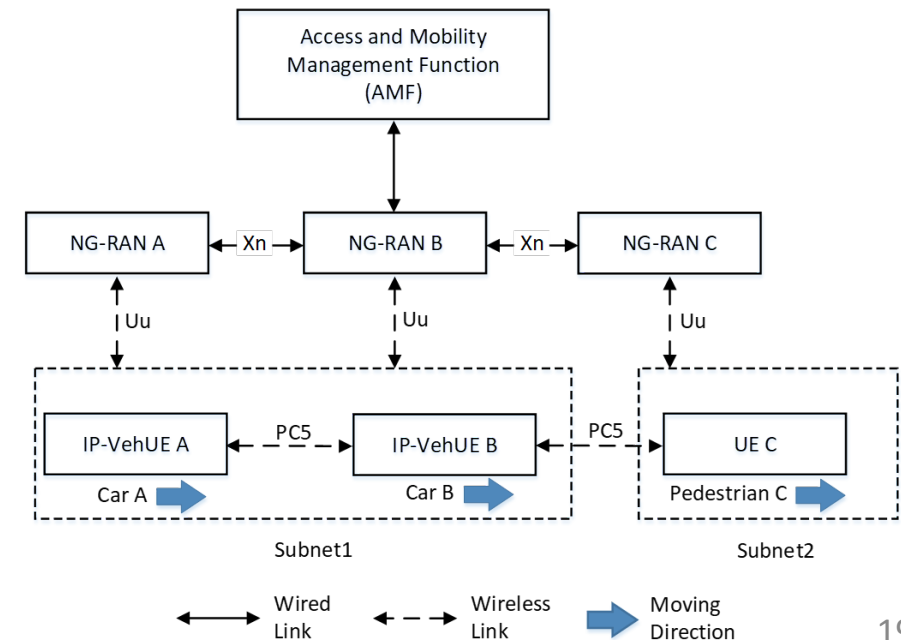 Access and Mobility
Management Function
(AMF)
NG-RAN A
Xn
NG-RAN B
Xn
NG-RAN C
Uu
Uu
Uu
IP-VehUE A
PC5
IP-VehUE B
PC5
UE C
Car A
Car B
Pedestrian C
Subnet1
Subnet2
Wired
Link
Wireless
Link
Moving
Direction